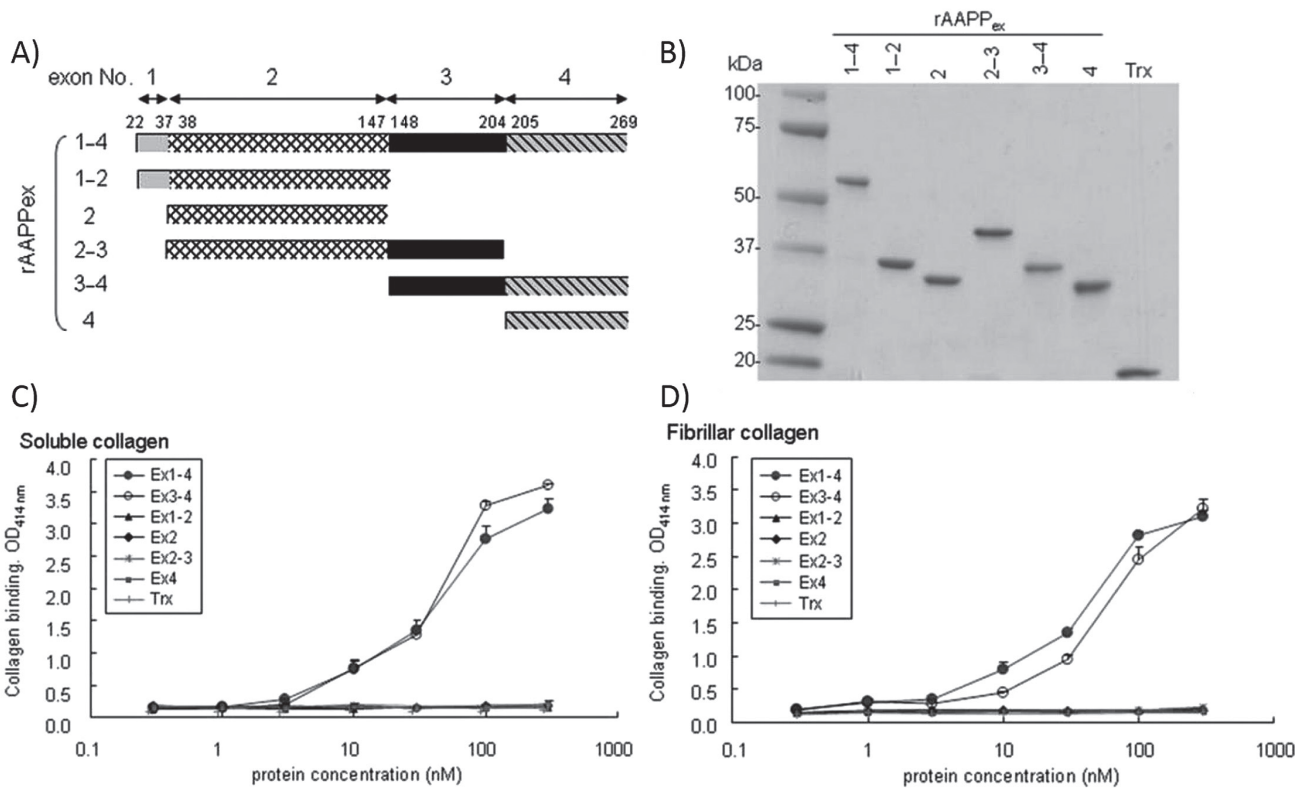 A)
exon No. 1 2 3 4
22 37 38 147 148 204 205 269
rAAPPex
1–4
1–2
2
2–3
3–4
4
B)
rAAPPex
kDa 1–4 1–2 2 2–3 3–4 4 Trx
100
75
50
37
25
20
C)
Soluble collagen
Collagen binding. OD414 nm
4.0
3.5
3.0
2.5
2.0
1.5
1.0
0.5
0.0
Ex1-4
Ex3-4
Ex1-2
Ex2
Ex2-3
Ex4
Trx
0.1 1 10 100 1000
protein concentration (nM)
D)
Fibrillar collagen
Collagen binding. OD414 nm
4.0
3.5
3.0
2.5
2.0
1.5
1.0
0.5
0.0
Ex1-4
Ex3-4
Ex1-2
Ex2
Ex2-3
Ex4
Trx
0.1 1 10 100 1000
protein concentration (nM)